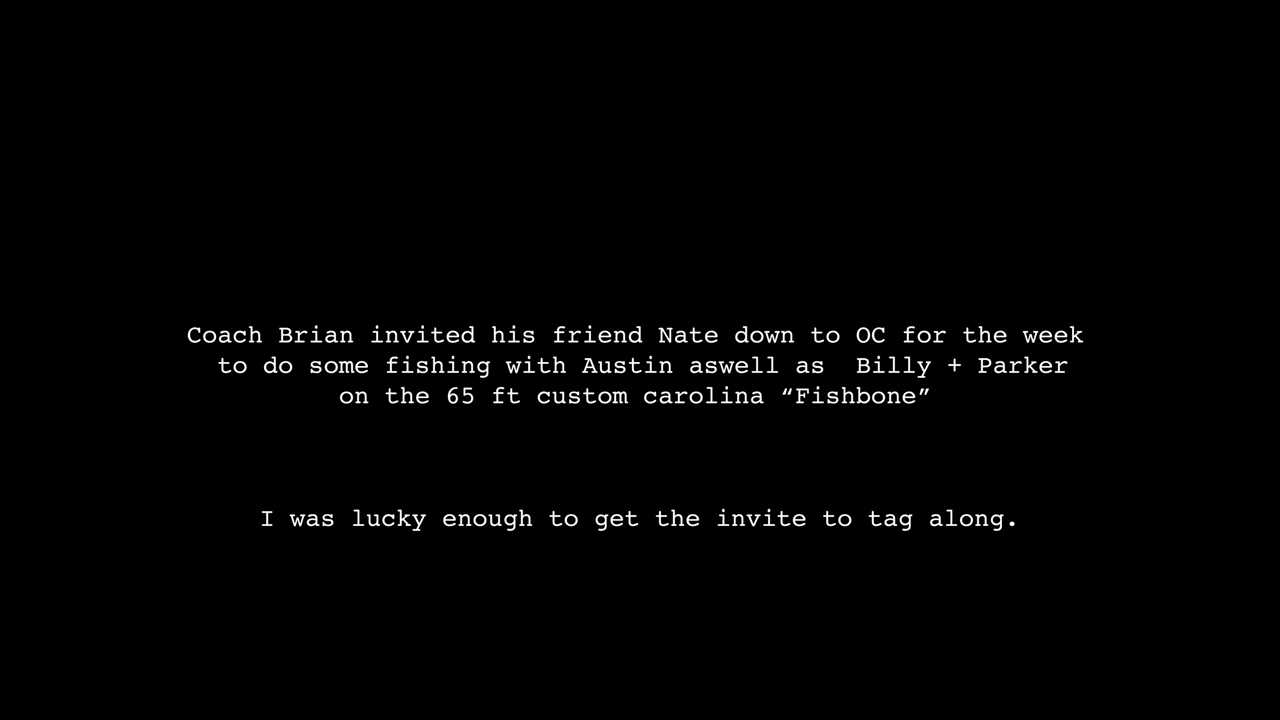 Coach Brian invited his friend Nate down to OC for the week
to do some fishing with Austin aswell as  Billy + Parker
on the 65 ft custom carolina “Fishbone”
I was lucky enough to get the invite to tag along.